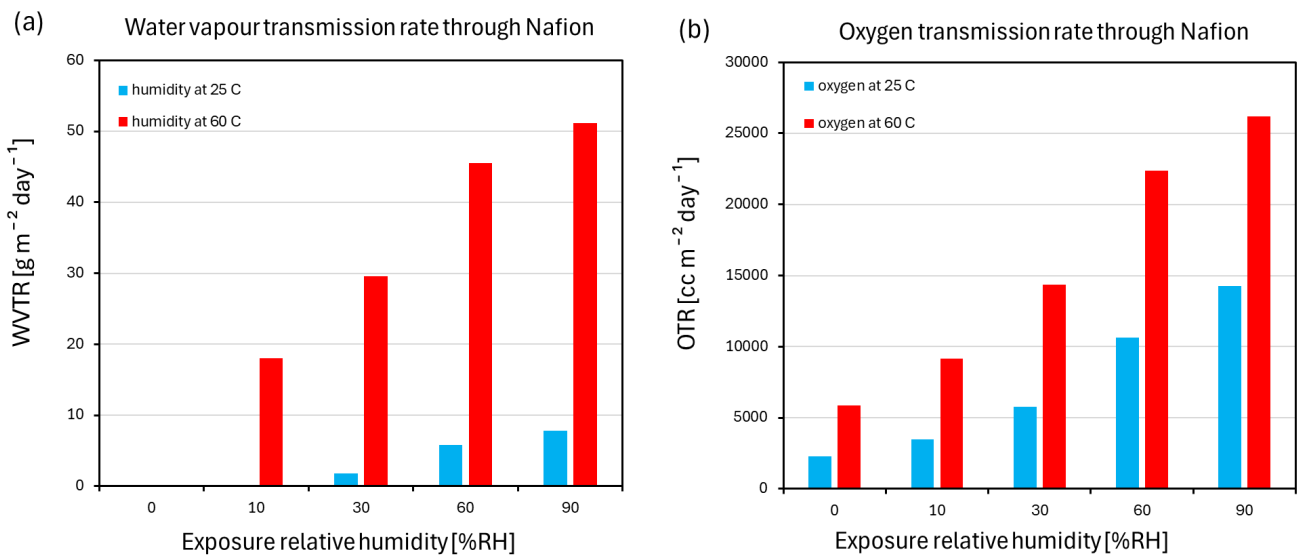 (a)
Water vapour transmission rate through Nafion
60
50
40
30
20
10
0
WVTR [g m⁻² day⁻¹]
humidity at 25 C
humidity at 60 C
0 10 30 60 90
Exposure relative humidity [%RH]
(b)
Oxygen transmission rate through Nafion
30000
25000
20000
15000
10000
5000
0
OTR [cc m⁻² day⁻¹]
oxygen at 25 C
oxygen at 60 C
0 10 30 60 90
Exposure relative humidity [%RH]